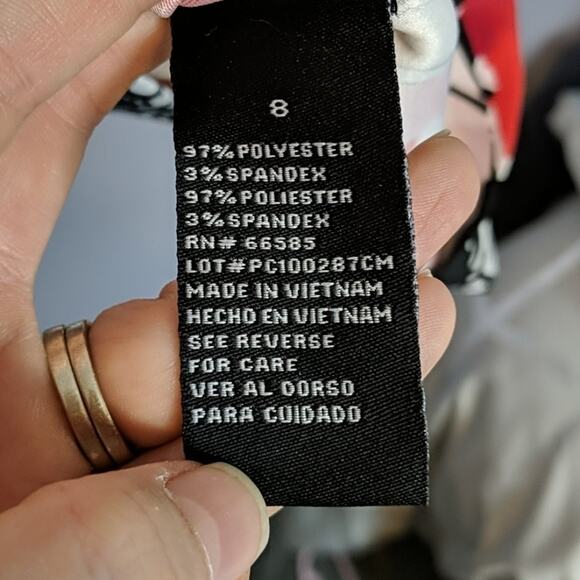 8
97% POLYESTER
3% SPANDEX
97% POLIESTER
3% SPANDEX
RN# 66585
LOT#PC100287CM
MADE IN VIETNAM
HECHO EN VIETNAM
SEE REVERSE
FOR CARE
VER AL DORSO
PARA CUIDADO